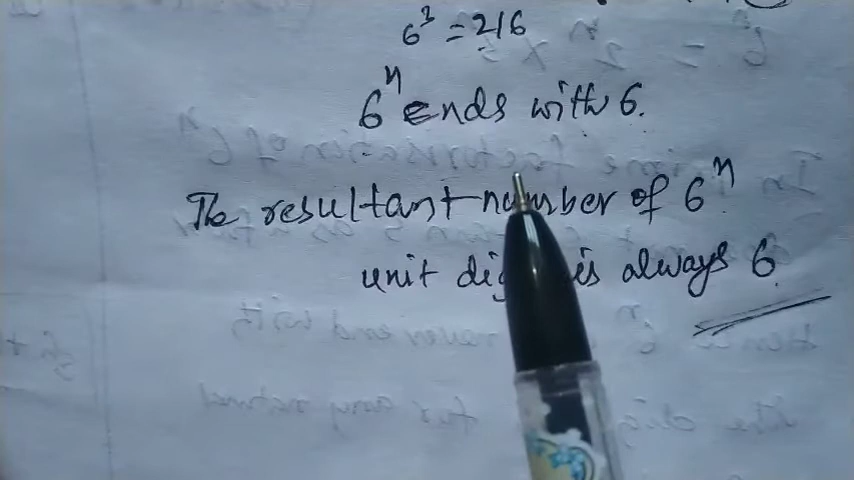 6³ = 216
6ⁿ ends with 6.
The resultant number of 6ⁿ
unit is always 6